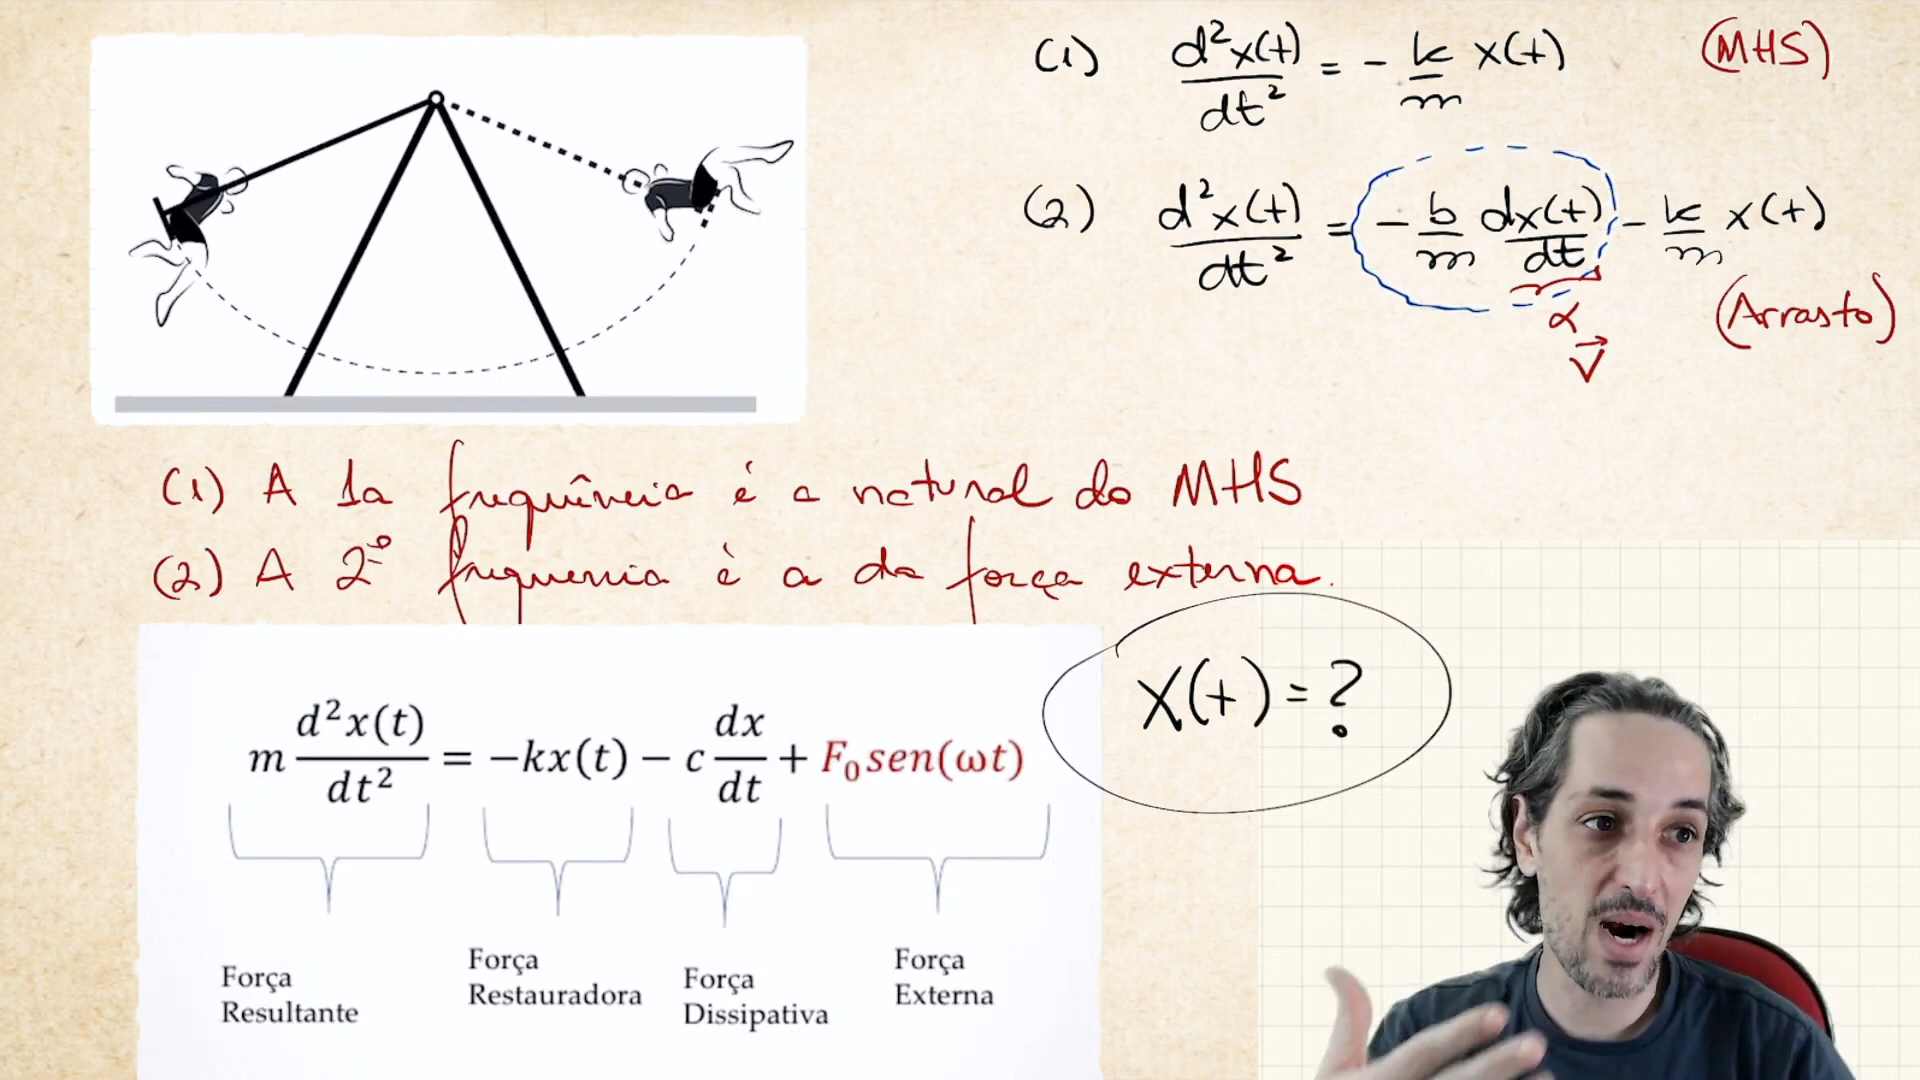 (1) d²x(t)/dt² = - k/m x(t) (MHS)
(2) d²x(t)/dt² = - b/m dx(t)/dt - k/m x(t)
α
v⃗
(Arrasto)
(1) A 1a frequência é a natural do MHS
(2) A 2º frequencia è a da força externa.
x(t) = ?
m d²x(t)/dt² = −kx(t) − c dx/dt + F₀sen(ωt)
Força Resultante
Força Restauradora
Força Dissipativa
Força Externa